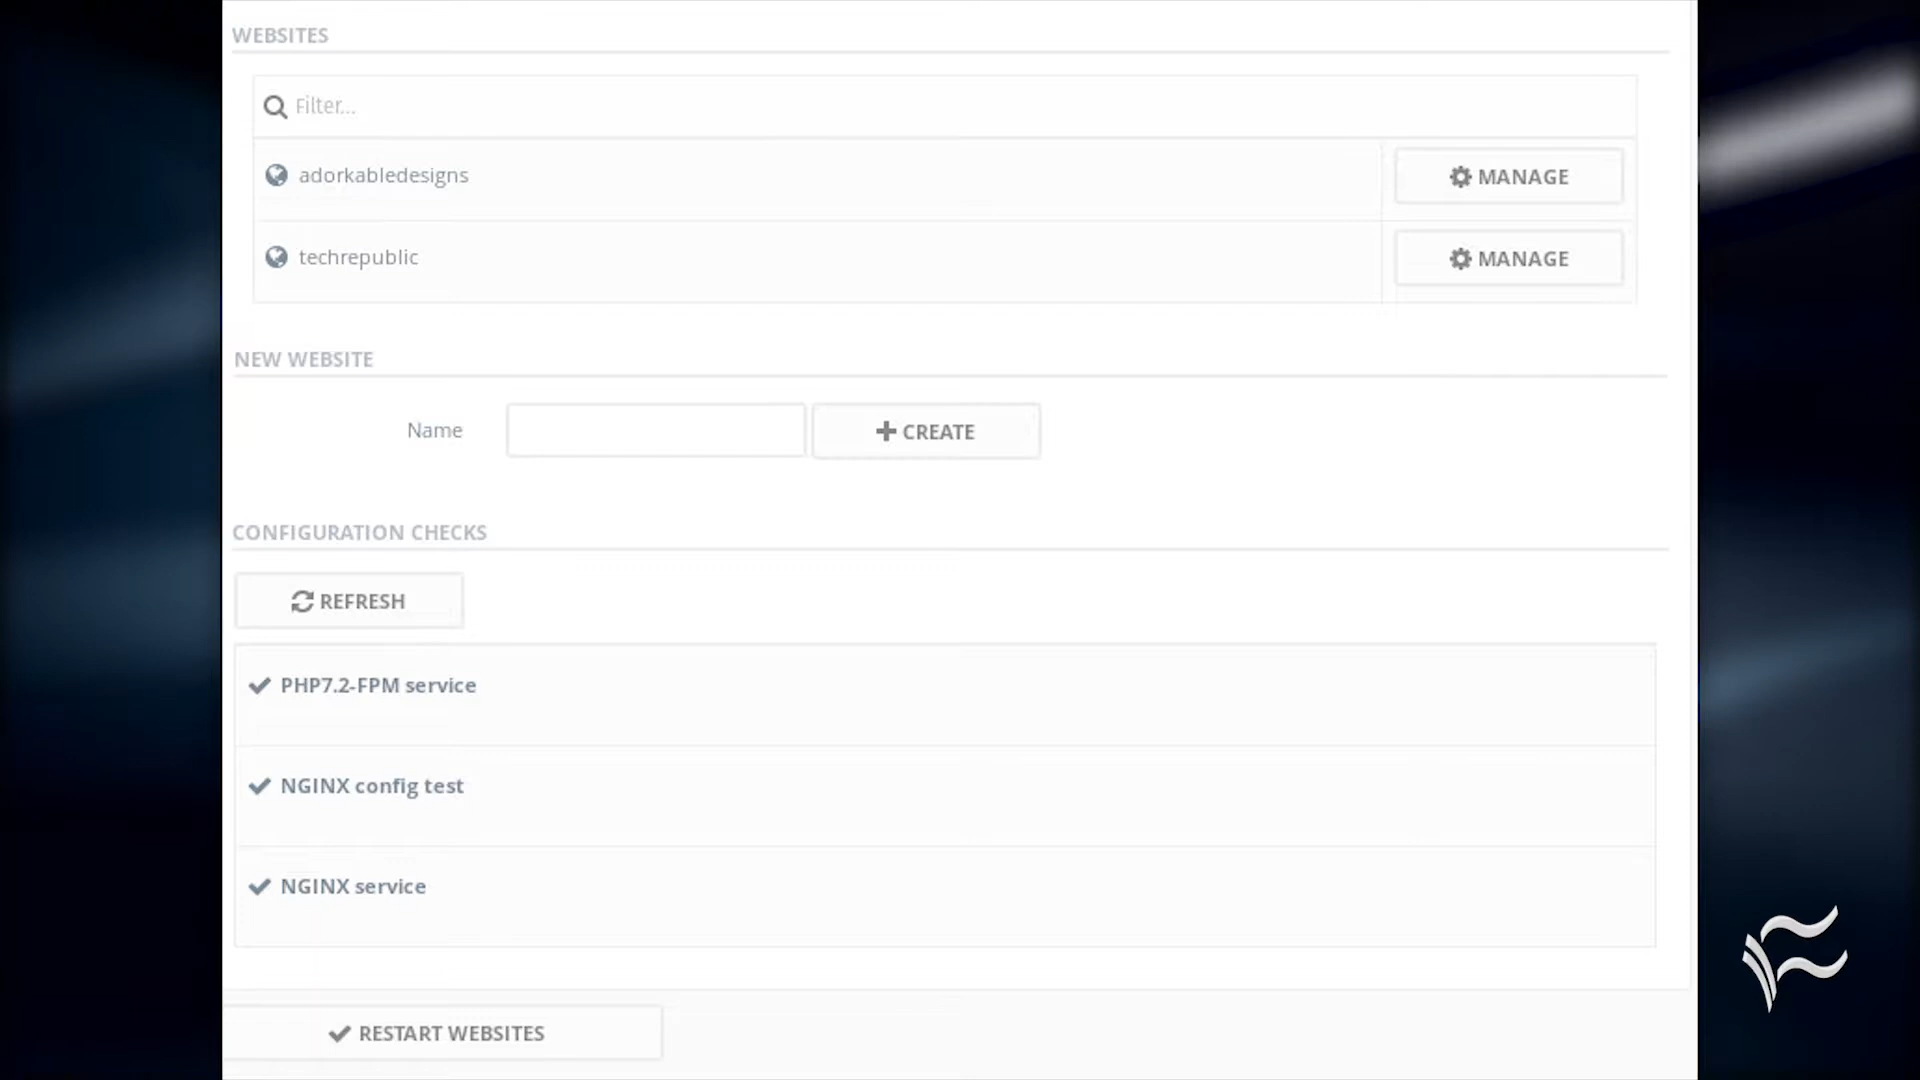 WEBSITES
Filter...
adorkabledesigns
MANAGE
techrepublic
MANAGE
NEW WEBSITE
Name
CREATE
CONFIGURATION CHECKS
REFRESH
PHP7.2-FPM service
NGINX config test
NGINX service
RESTART WEBSITES